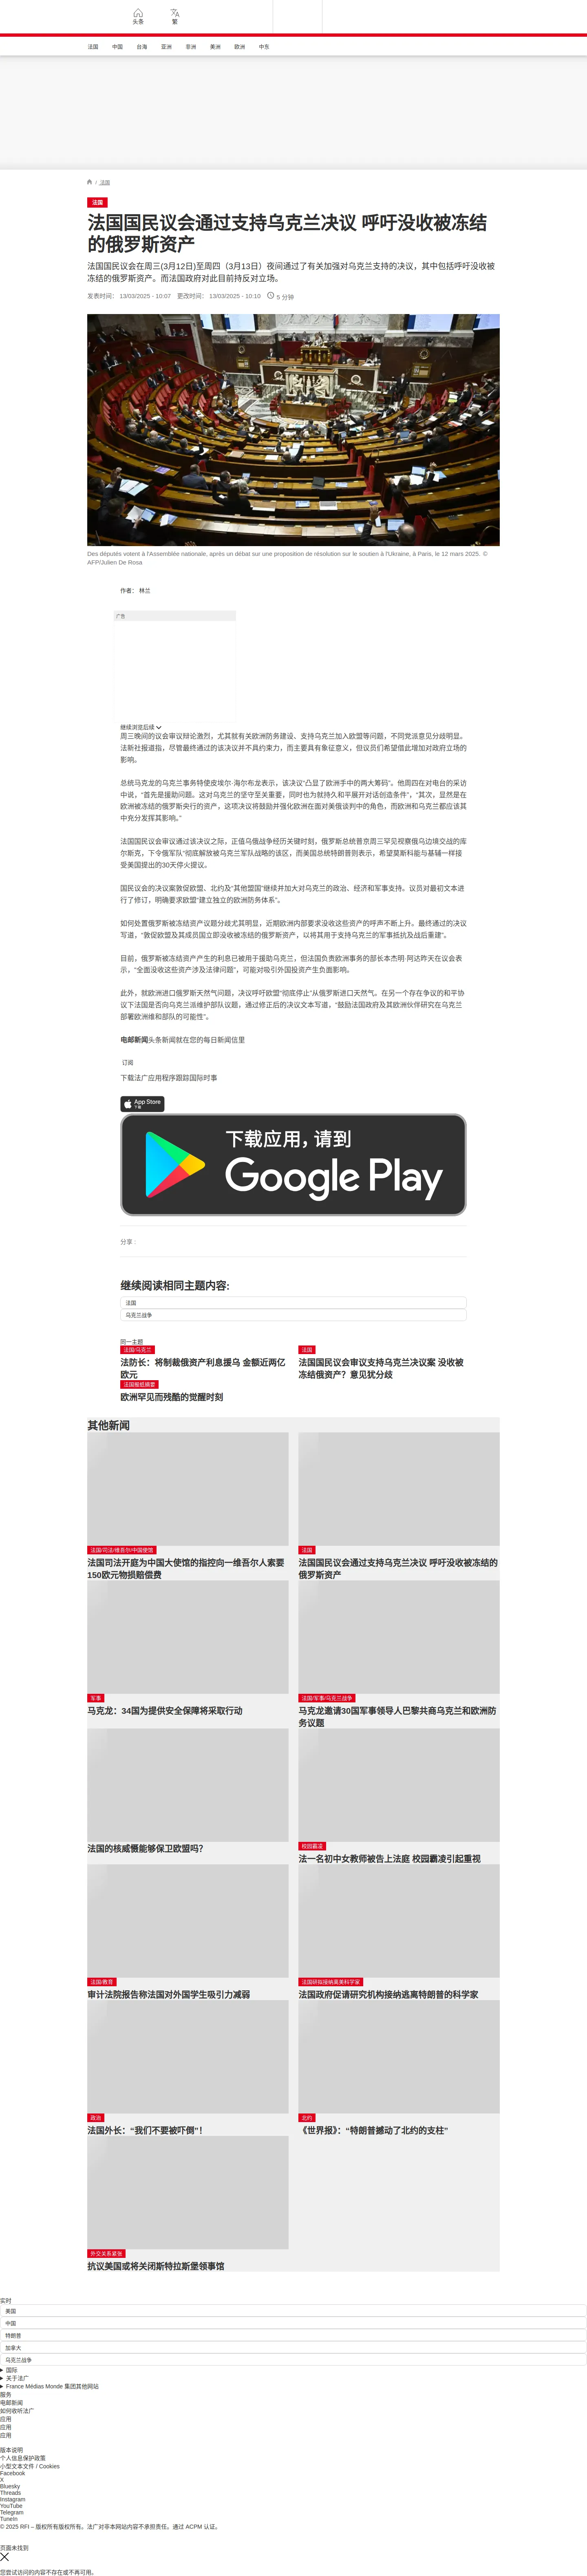 头条
繁
法国
中国
台海
亚洲
非洲
美洲
欧洲
中东
/ 法国
法国
法国国民议会通过支持乌克兰决议 呼吁没收被冻结
的俄罗斯资产
法国国民议会在周三(3月12日)至周四（3月13日）夜间通过了有关加强对乌克兰支持的决议，其中包括呼吁没收被
冻结的俄罗斯资产。而法国政府对此目前持反对立场。
发表时间： 13/03/2025 - 10:07 更改时间： 13/03/2025 - 10:10 5 分钟
Des députés votent à l'Assemblée nationale, après un débat sur une proposition de résolution sur le soutien à l'Ukraine, à Paris, le 12 mars 2025. ©
AFP/Julien De Rosa
作者： 林兰
广告
继续浏览后续
周三晚间的议会审议辩论激烈，尤其就有关欧洲防务建设、支持乌克兰加入欧盟等问题，不同党派意见分歧明显。
法新社报道指，尽管最终通过的该决议并不具约束力，而主要具有象征意义，但议员们希望借此增加对政府立场的
影响。
总统马克龙的乌克兰事务特使皮埃尔·海尔布龙表示，该决议“凸显了欧洲手中的两大筹码”。他周四在对电台的采访
中说，“首先是援助问题。这对乌克兰的坚守至关重要，同时也为就持久和平展开对话创造条件”，“其次，显然是在
欧洲被冻结的俄罗斯央行的资产，这项决议将鼓励并强化欧洲在面对美俄谈判中的角色，而欧洲和乌克兰都应该其
中充分发挥其影响。”
法国国民议会审议通过该决议之际，正值乌俄战争经历关键时刻，俄罗斯总统普京周三罕见视察俄乌边境交战的库
尔斯克，下令俄军队“彻底解放被乌克兰军队战略的该区，而美国总统特朗普则表示，希望莫斯科能与基辅一样接
受美国提出的30天停火提议。
国民议会的决议案敦促欧盟、北约及“其他盟国”继续并加大对乌克兰的政治、经济和军事支持。议员对最初文本进
行了修订，明确要求欧盟“建立独立的欧洲防务体系”。
如何处置俄罗斯被冻结资产议题分歧尤其明显，近期欧洲内部要求没收这些资产的呼声不断上升。最终通过的决议
写道，“敦促欧盟及其成员国立即没收被冻结的俄罗斯资产，以将其用于支持乌克兰的军事抵抗及战后重建”。
目前，俄罗斯被冻结资产产生的利息已被用于援助乌克兰，但法国负责欧洲事务的部长本杰明·阿达昨天在议会表
示，“全面没收这些资产涉及法律问题”，可能对吸引外国投资产生负面影响。
此外，就欧洲进口俄罗斯天然气问题，决议呼吁欧盟“彻底停止”从俄罗斯进口天然气。在另一个存在争议的和平协
议下法国是否向乌克兰派维护部队议题，通过修正后的决议文本写道，“鼓励法国政府及其欧洲伙伴研究在乌克兰
部署欧洲维和部队的可能性”。
电邮新闻头条新闻就在您的每日新闻信里
订阅
下载法广应用程序跟踪国际时事
App Store
下载
下载应用，请到
Google Play
分享 :
继续阅读相同主题内容:
法国
乌克兰战争
同一主题
法国/乌克兰
法防长：将制裁俄资产利息援乌 金额近两亿
欧元
法国
法国国民议会审议支持乌克兰决议案 没收被
冻结俄资产？意见犹分歧
法国报纸摘要
欧洲罕见而残酷的觉醒时刻
其他新闻
法国/司法/维吾尔/中国使馆
法国司法开庭为中国大使馆的指控向一维吾尔人索要
150欧元物损赔偿费
法国
法国国民议会通过支持乌克兰决议 呼吁没收被冻结的
俄罗斯资产
军事
马克龙：34国为提供安全保障将采取行动
法国/军事/乌克兰战争
马克龙邀请30国军事领导人巴黎共商乌克兰和欧洲防
务议题
法国的核威慑能够保卫欧盟吗？
校园霸凌
法一名初中女教师被告上法庭 校园霸凌引起重视
法国/教育
审计法院报告称法国对外国学生吸引力减弱
法国研拟接纳离美科学家
法国政府促请研究机构接纳逃离特朗普的科学家
政治
法国外长：“我们不要被吓倒”！
北约
《世界报》：“特朗普撼动了北约的支柱”
外交关系紧张
抗议美国或将关闭斯特拉斯堡领事馆
实时
美国
中国
特朗普
加拿大
乌克兰战争
国际
关于法广
France Médias Monde 集团其他网站
服务
电邮新闻
如何收听法广
应用
应用
应用
版本说明
个人信息保护政策
小型文本文件 / Cookies
Facebook
X
Bluesky
Threads
Instagram
YouTube
Telegram
TuneIn
© 2025 RFI – 版权所有版权所有。法广对非本网站内容不承担责任。通过 ACPM 认证。
页面未找到
您尝试访问的内容不存在或不再可用。